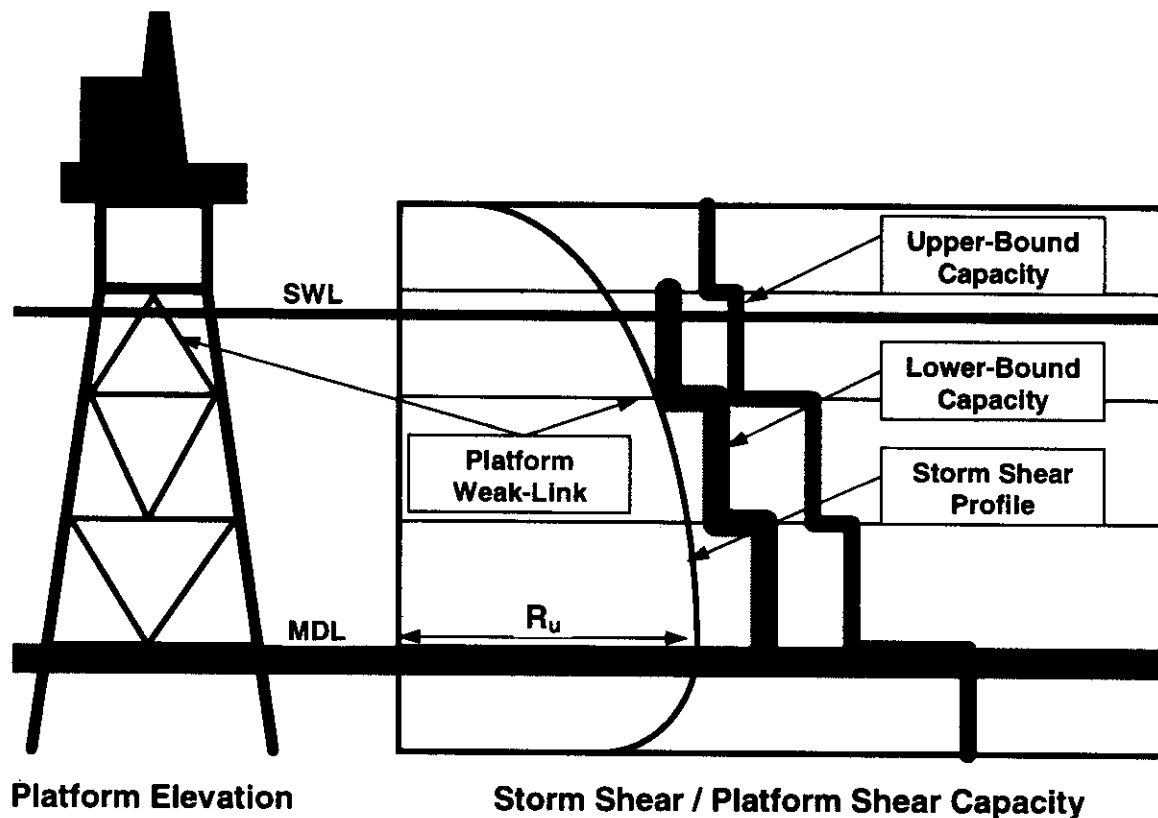 Upper-Bound
Capacity
SWL
Lower-Bound
Capacity
Platform
Weak-Link
Storm Shear
Profile
Ru
MDL
Platform Elevation
Storm Shear / Platform Shear Capacity